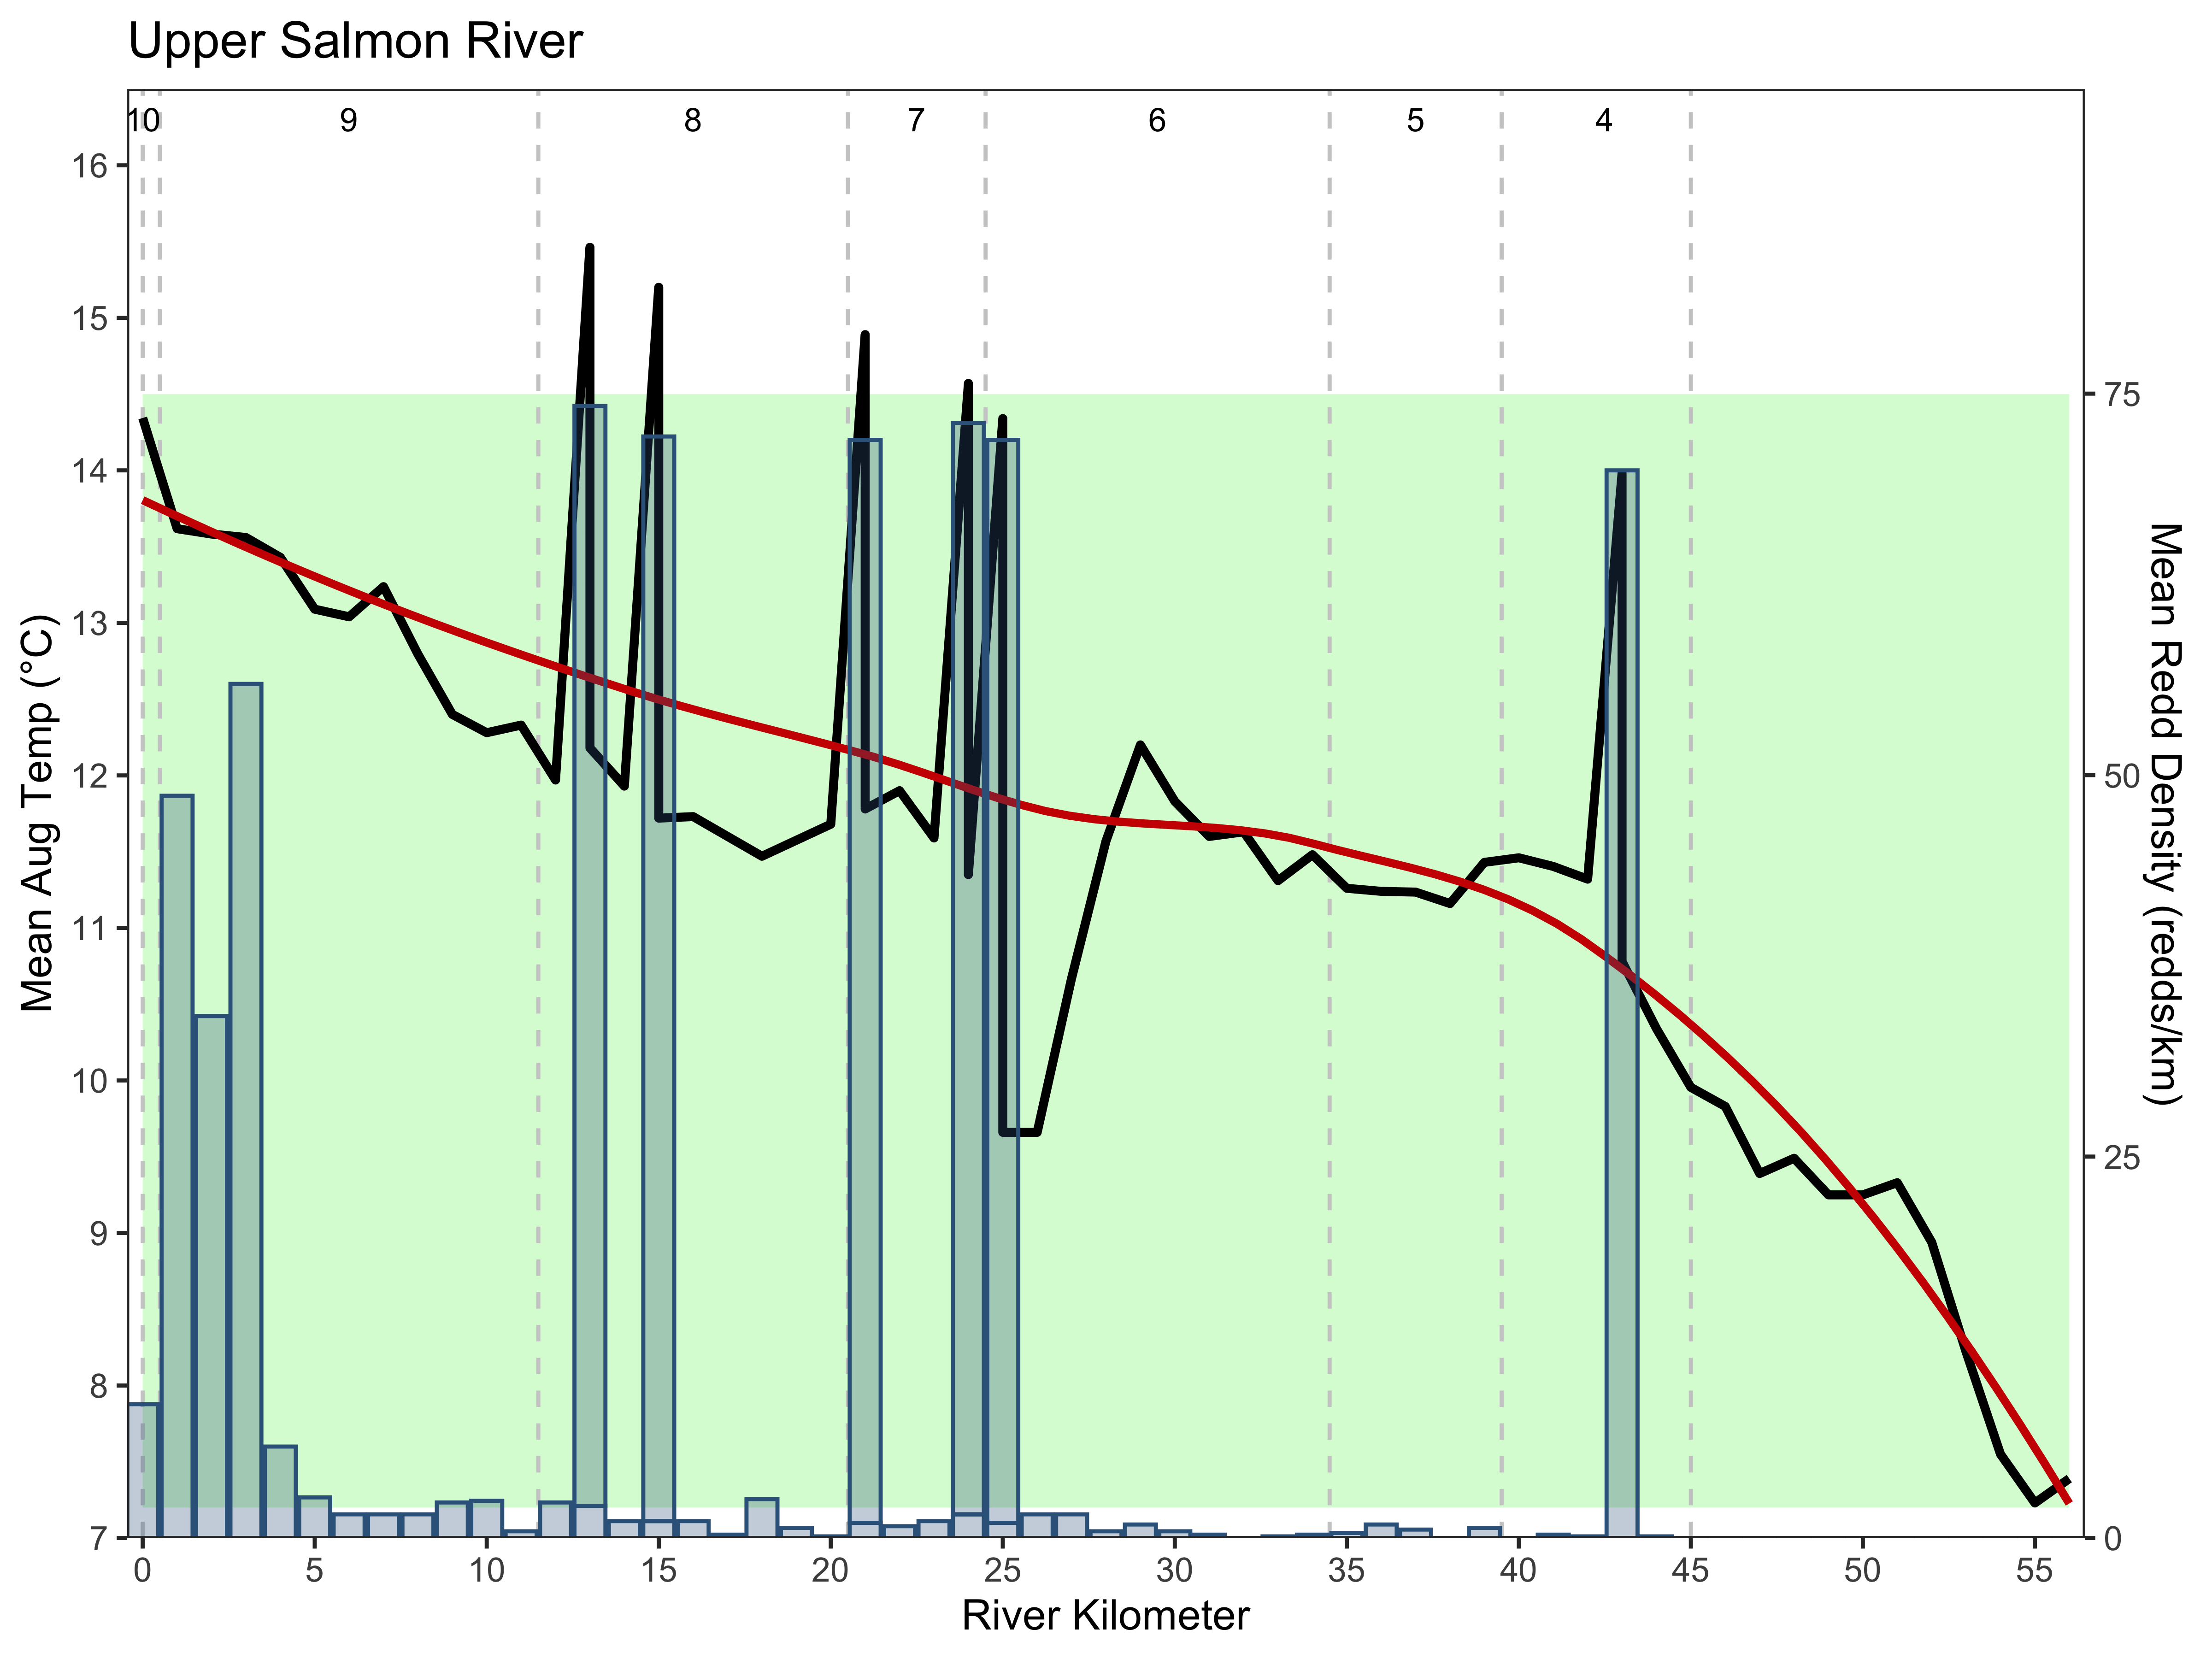 Upper Salmon River
10 9 8 7 6 5 4
16
15
14
13
12
11
10
9
8
7
Mean Aug Temp (°C)
75
50
25
0
Mean Redd Density (redds/km)
0 5 10 15 20 25 30 35 40 45 50 55
River Kilometer